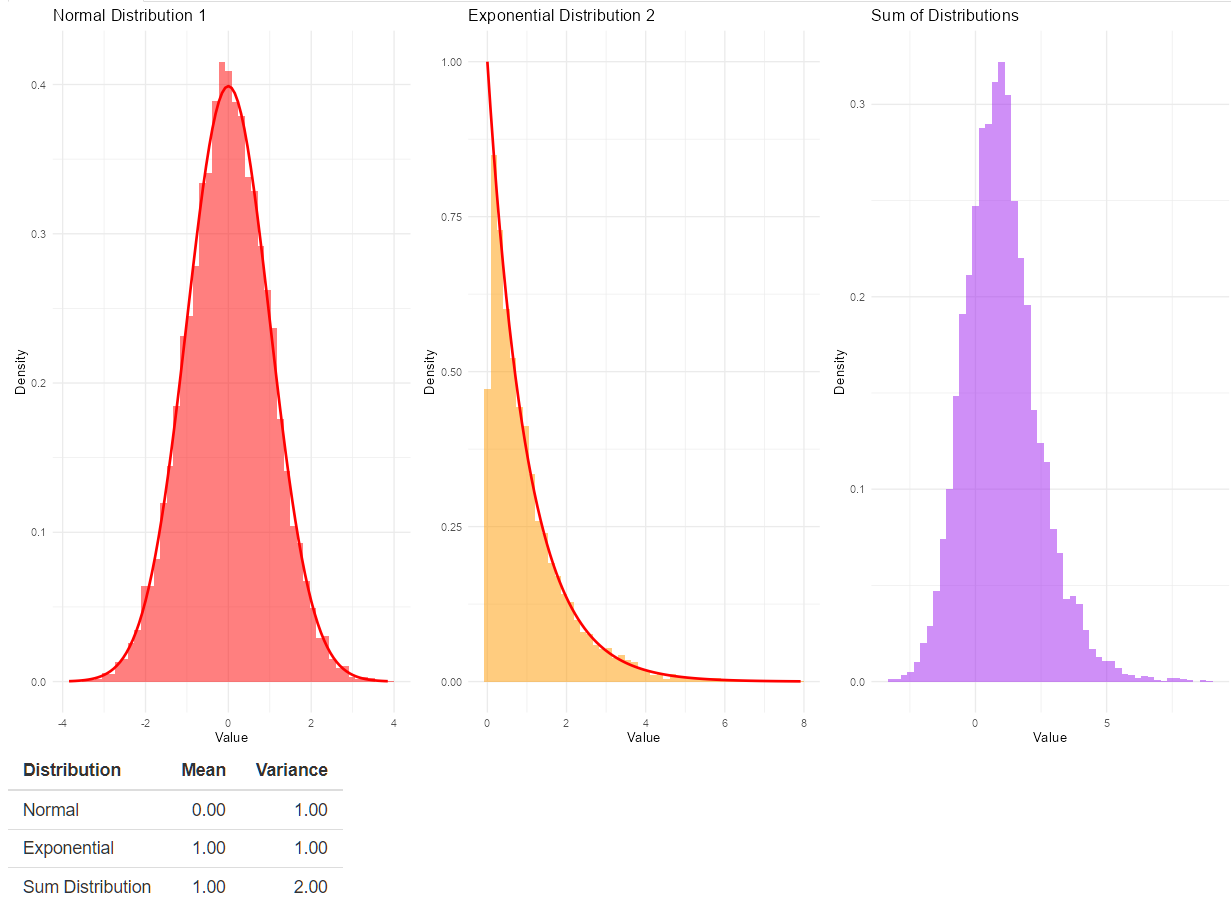 Normal Distribution 1
Exponential Distribution 2
Sum of Distributions
Density
0.4
0.3
0.2
0.1
0.0
-4 -2 0 2 4
Value
Density
1.00
0.75
0.50
0.25
0.00
0 2 4 6 8
Value
Density
0.3
0.2
0.1
0.0
0 5
Value
Distribution Mean Variance
Normal 0.00 1.00
Exponential 1.00 1.00
Sum Distribution 1.00 2.00